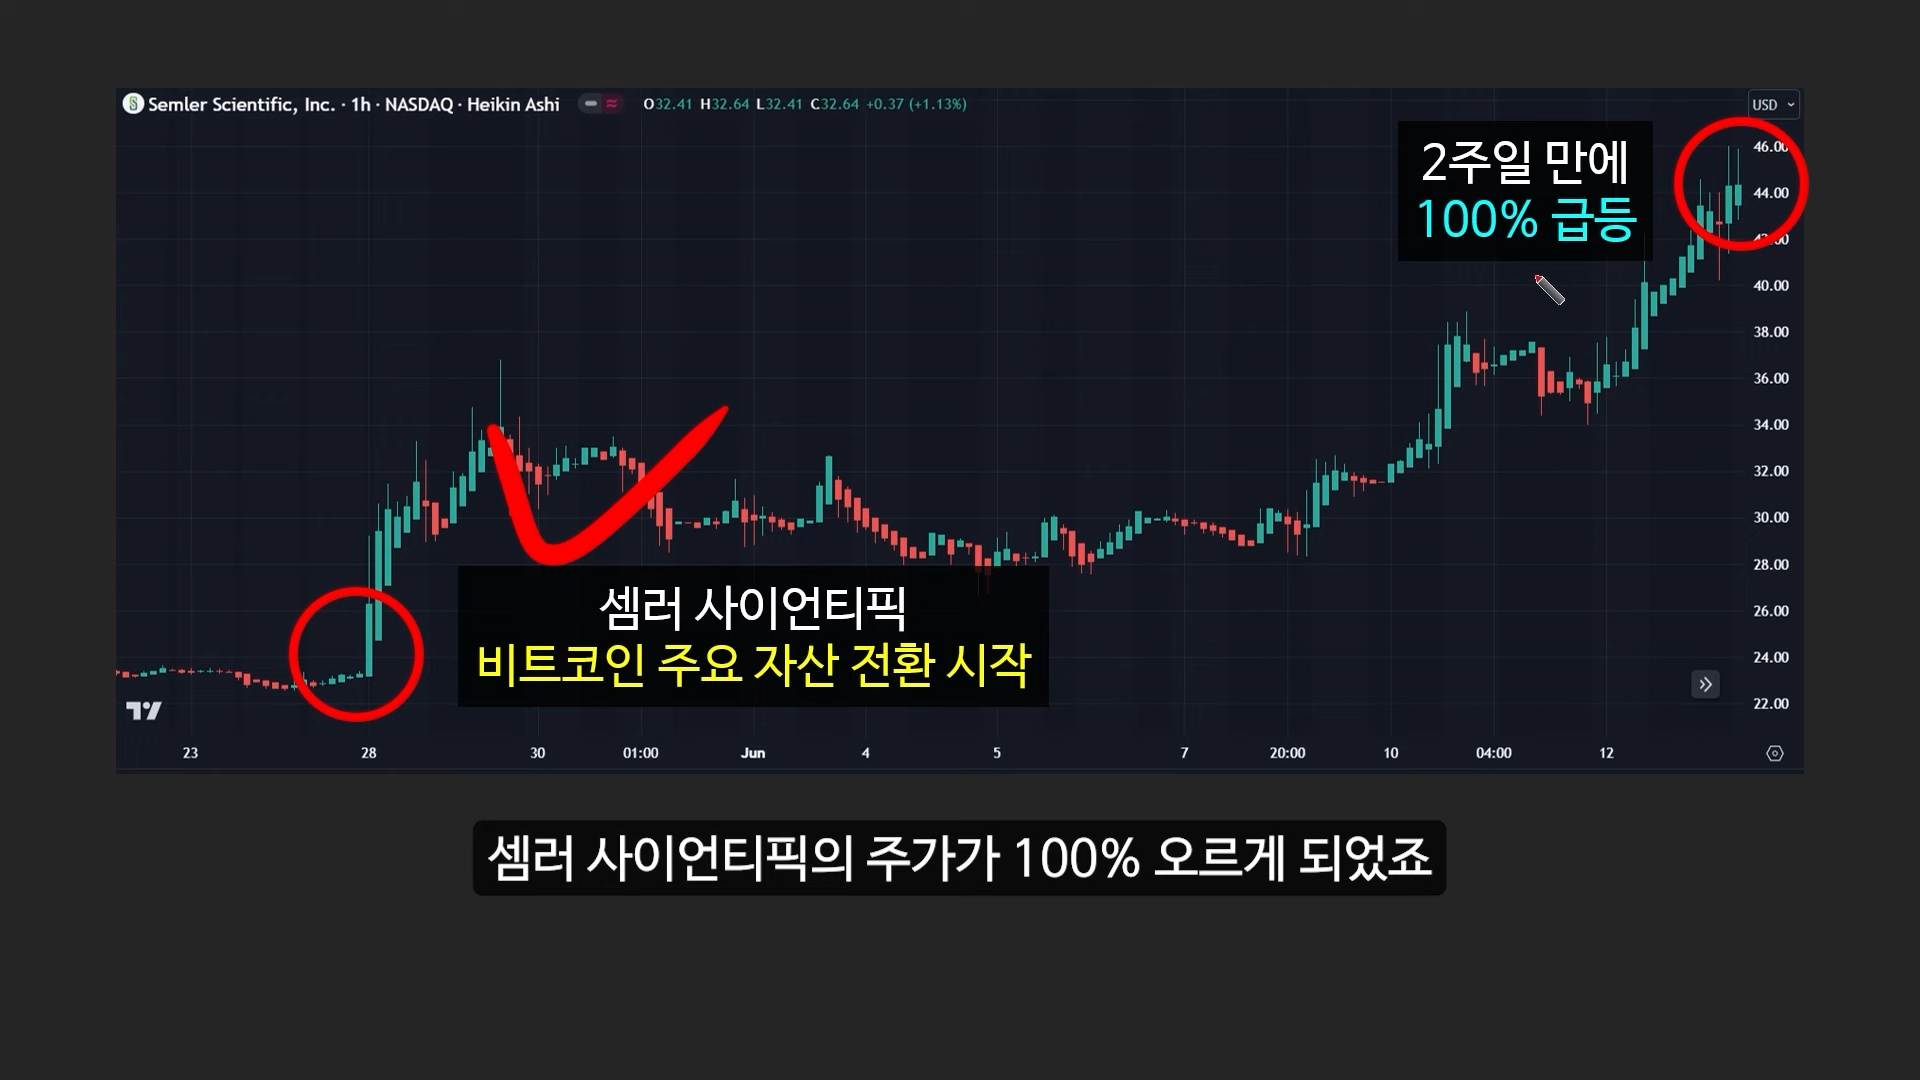 Semler Scientific, Inc. · 1h · NASDAQ · Heikin Ashi O32.41 H32.64 L32.41 C32.64 +0.37 (+1.13%)
USD
2주일 만에
100% 급등
46.00
44.00
42.00
40.00
38.00
36.00
34.00
32.00
30.00
28.00
26.00
24.00
22.00
셈러 사이언티픽
비트코인 주요 자산 전환 시작
23 28 30 01:00 Jun 4 5 7 20:00 10 04:00 12
셈러 사이언티픽의 주가가 100% 오르게 되었죠